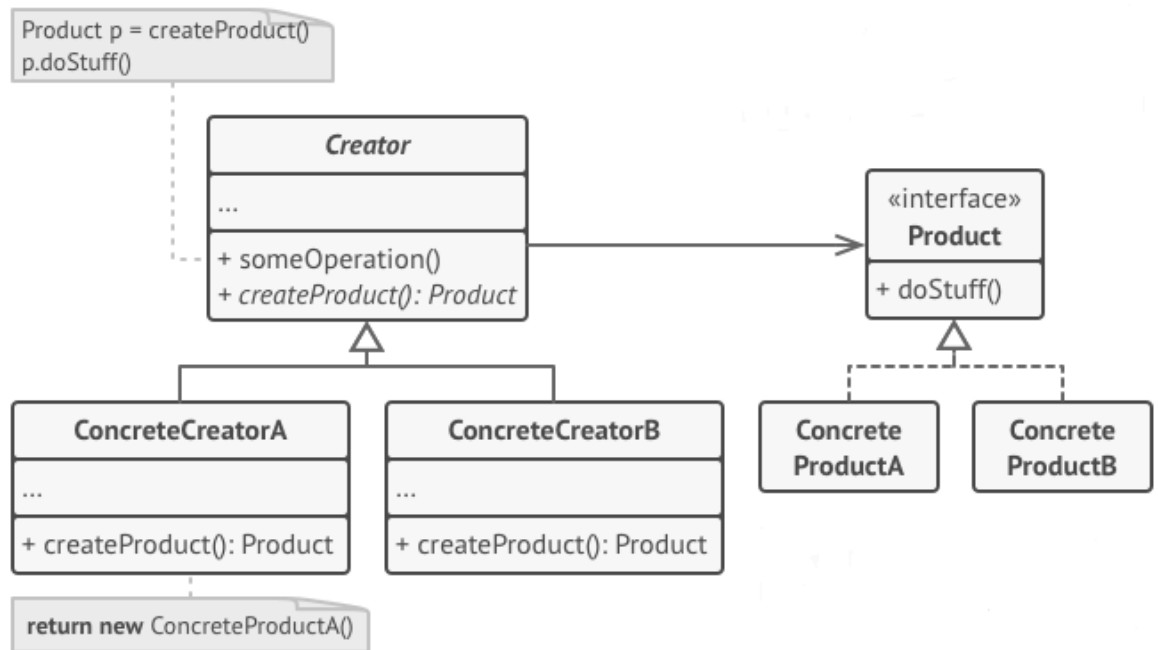 Product p = createProduct()
p.doStuff()
Creator
...
+ someOperation()
+ createProduct(): Product
«interface»
Product
+ doStuff()
ConcreteCreatorA
...
+ createProduct(): Product
ConcreteCreatorB
...
+ createProduct(): Product
Concrete
ProductA
Concrete
ProductB
return new ConcreteProductA()